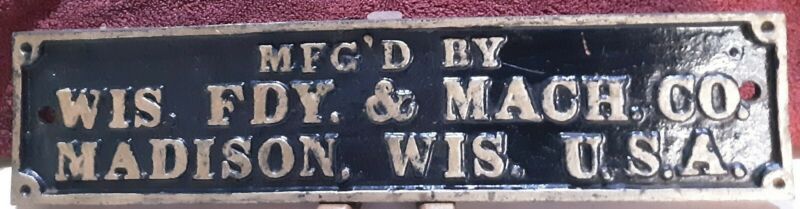 MFG'D BY
WIS. FDY. & MACH. CO.
MADISON, WIS. U.S.A.